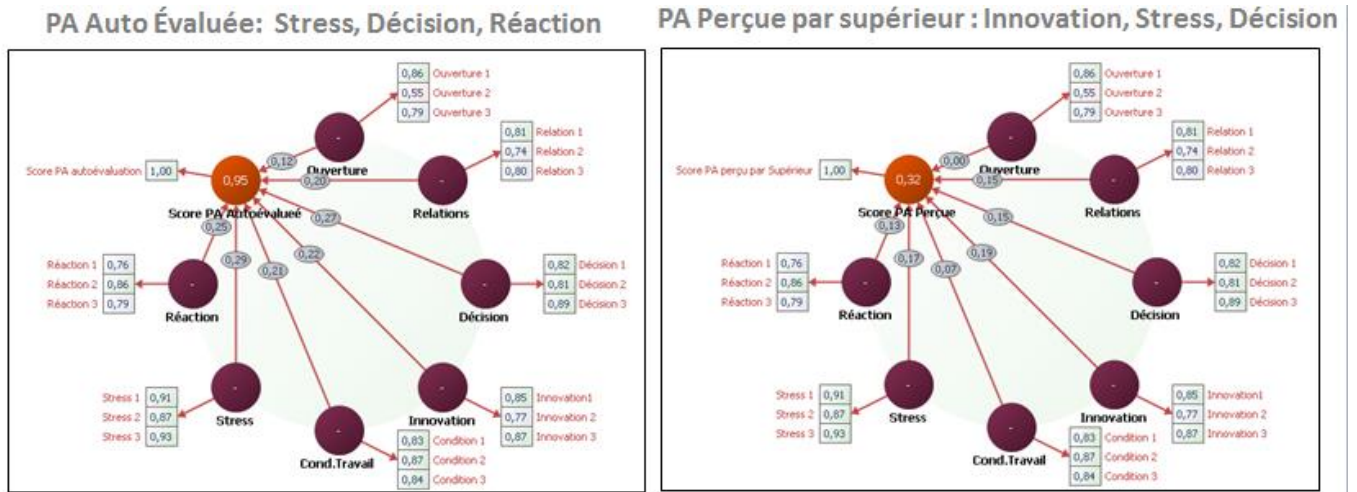 PA Auto Évaluée: Stress, Décision, Réaction
0,86 Ouverture 1
0,55 Ouverture 2
0,79 Ouverture 3
-
Ouverture
0,81 Relation 1
0,74 Relation 2
0,80 Relation 3
-
Relations
Score PA autoévaluation 1,00
0,95
Score PA Autoévalueé
0,12
0,20
0,27
0,25
0,29
0,21
0,22
Réaction 1 0,76
Réaction 2 0,86
Réaction 3 0,79
-
Réaction
-
Décision
0,82 Décision 1
0,81 Décision 2
0,89 Décision 3
Stress 1 0,91
Stress 2 0,87
Stress 3 0,93
-
Stress
-
Innovation
0,85 Innovation1
0,77 Innovation 2
0,87 Innovation 3
-
Cond.Travail
0,83 Condition 1
0,87 Condition 2
0,84 Condition 3
PA Perçue par supérieur : Innovation, Stress, Décision
0,86 Ouverture 1
0,55 Ouverture 2
0,79 Ouverture 3
-
Ouverture
0,81 Relation 1
0,74 Relation 2
0,80 Relation 3
-
Relations
Score PA perçu par Supérieur 1,00
0,32
Score PA Perçue
0,00
0,15
0,15
0,13
0,17
0,07
0,19
Réaction 1 0,76
Réaction 2 0,86
Réaction 3 0,79
-
Réaction
-
Décision
0,82 Décision 1
0,81 Décision 2
0,89 Décision 3
Stress 1 0,91
Stress 2 0,87
Stress 3 0,93
-
Stress
-
Innovation
0,85 Innovation1
0,77 Innovation 2
0,87 Innovation 3
-
Cond.Travail
0,83 Condition 1
0,87 Condition 2
0,84 Condition 3